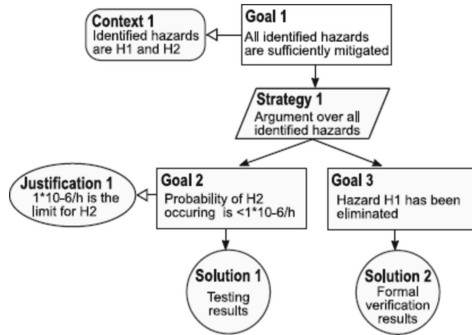 Context 1
Identified hazards
are H1 and H2
Goal 1
All identified hazards
are sufficiently mitigated
Strategy 1
Argument over all
identified hazards
Justification 1
1*10-6/h is the
limit for H2
Goal 2
Probability of H2
occuring is <1*10-6/h
Goal 3
Hazard H1 has been
eliminated
Solution 1
Testing
results
Solution 2
Formal
verification
results